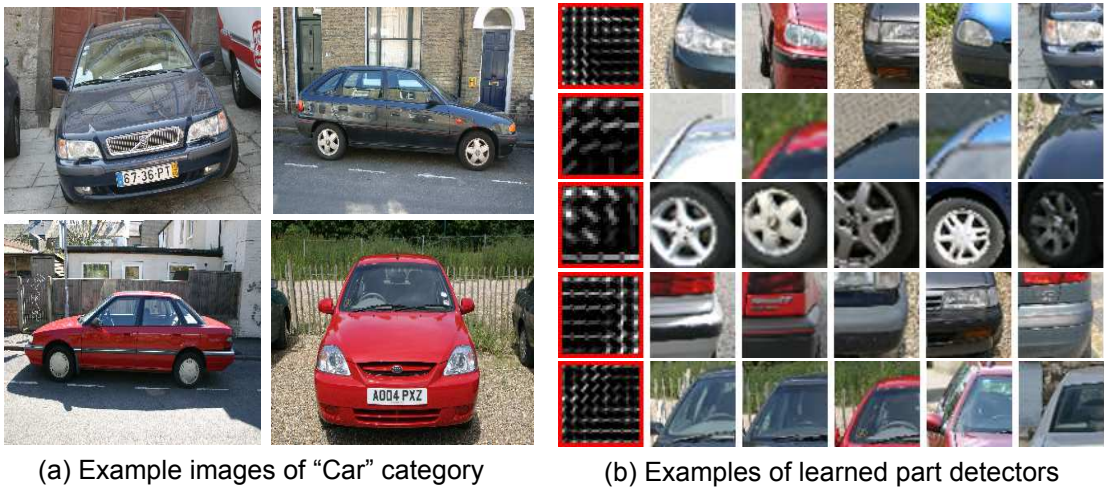 67-36-PT
A004 PXZ
(a) Example images of “Car” category
(b) Examples of learned part detectors